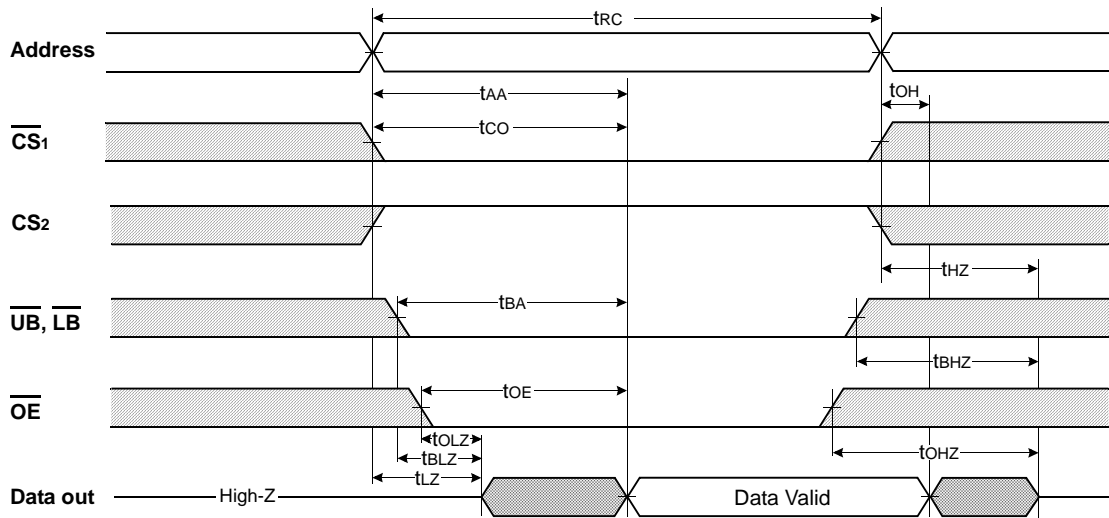 tRC
Address
tAA
tOH
CS1
tCO
CS2
tHZ
UB, LB
tBA
tBHZ
OE
tOE
tOLZ
tBLZ
tOHZ
tLZ
Data out
High-Z
Data Valid